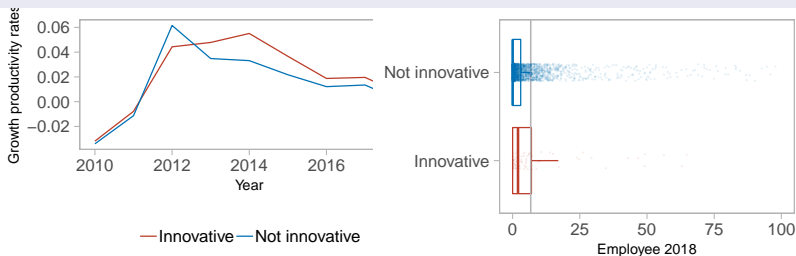 Growth productivity rates
0.06
0.04
0.02
0.00
−0.02
2010 2012 2014 2016
Year
Innovative Not innovative
Not innovative
Innovative
0 25 50 75 100
Employee 2018